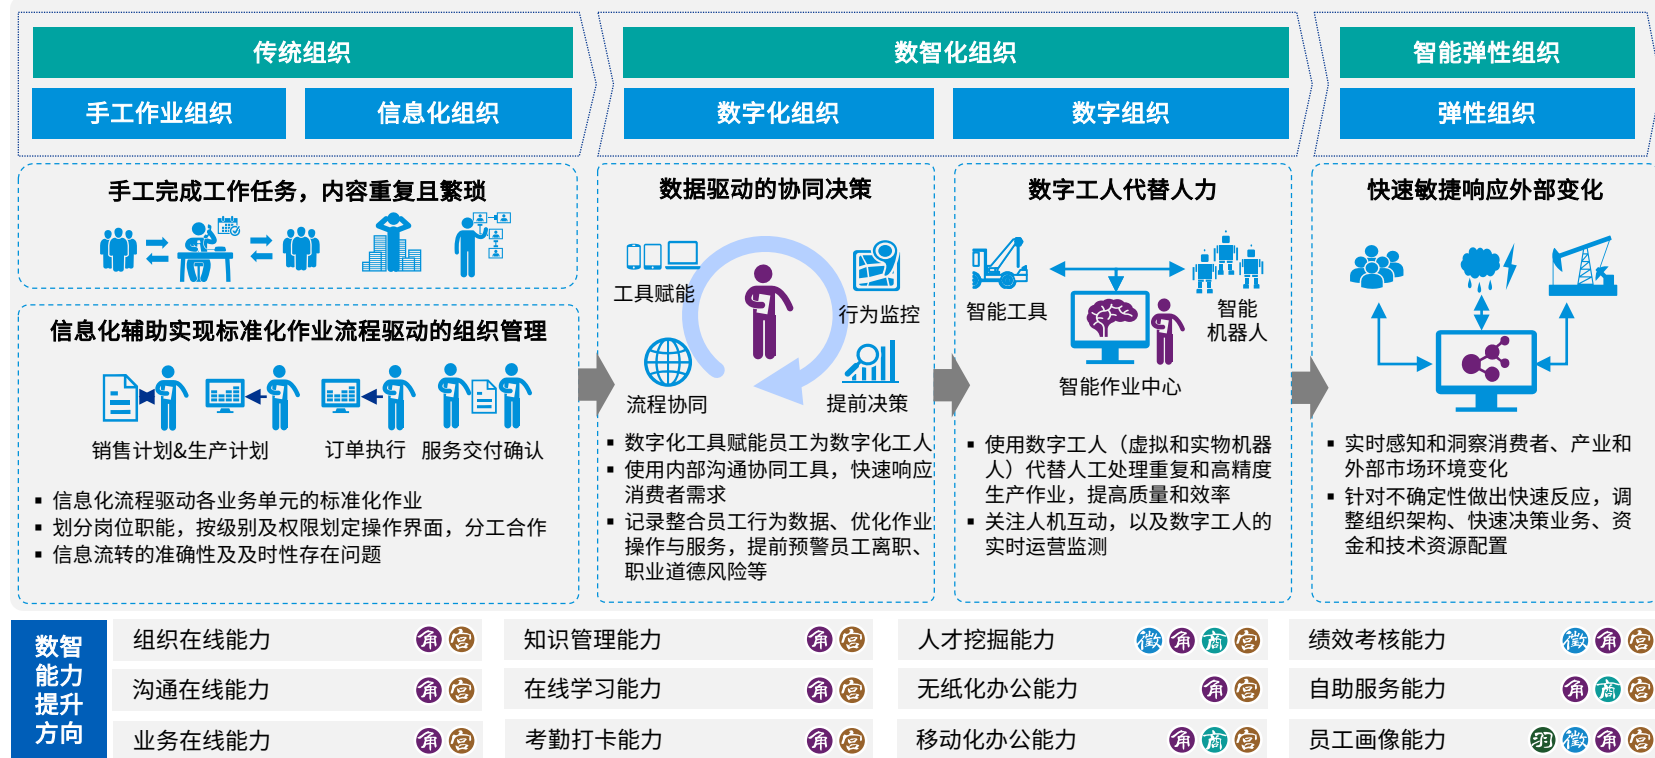 传统组织
数智化组织
智能弹性组织
手工作业组织
信息化组织
数字化组织
数字组织
弹性组织
手工完成工作任务，内容重复且繁琐
信息化辅助实现标准化作业流程驱动的组织管理
销售计划&生产计划
订单执行
服务交付确认
▪ 信息化流程驱动各业务单元的标准化作业
▪ 划分岗位职能，按级别及权限划定操作界面，分工合作
▪ 信息流转的准确性及及时性存在问题
数据驱动的协同决策
工具赋能
行为监控
流程协同
提前决策
▪ 数字化工具赋能员工为数字化工人
▪ 使用内部沟通协同工具，快速响应
消费者需求
▪ 记录整合员工行为数据、优化作业
操作与服务，提前预警员工离职、
职业道德风险等
数字工人代替人力
智能工具
智能
机器人
智能作业中心
▪ 使用数字工人（虚拟和实物机器
人）代替人工处理重复和高精度
生产作业，提高质量和效率
▪ 关注人机互动，以及数字工人的
实时运营监测
快速敏捷响应外部变化
▪ 实时感知和洞察消费者、产业和
外部市场环境变化
▪ 针对不确定性做出快速反应，调
整组织架构、快速决策业务、资
金和技术资源配置
数智
能力
提升
方向
组织在线能力 角 宫
知识管理能力 角 宫
人才挖掘能力 徵 角 商 宫
绩效考核能力 徵 角 宫
沟通在线能力 角 宫
在线学习能力 角 宫
无纸化办公能力 角 宫
自助服务能力 角 商 宫
业务在线能力 角 宫
考勤打卡能力 角 宫
移动化办公能力 角 商 宫
员工画像能力 羽 徵 角 宫